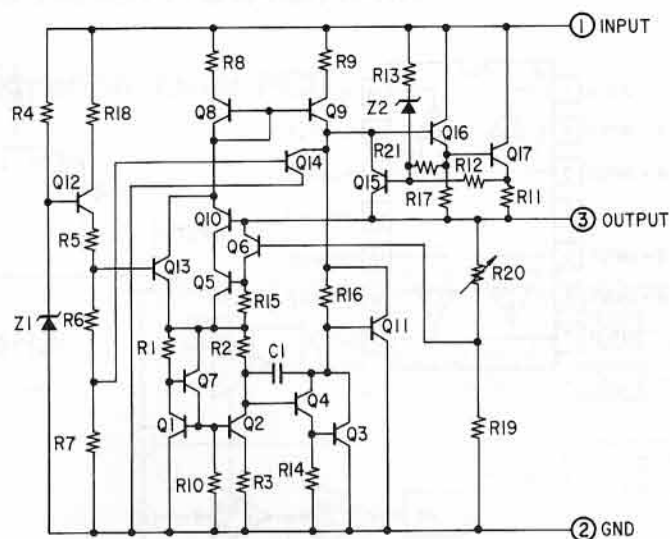 1 INPUT
R8
R9
R13
R4
R18
Z2
Q8
Q9
Q16
Q14
R21
R12
Q17
Q12
Q15
R17
R11
Q10
3 OUTPUT
R5
Q6
Q13
Q5
R20
R15
R16
Z1
R6
Q11
R1
R2
C1
Q7
Q4
R7
Q1
Q2
Q3
R19
R10
R3
R14
2 GND